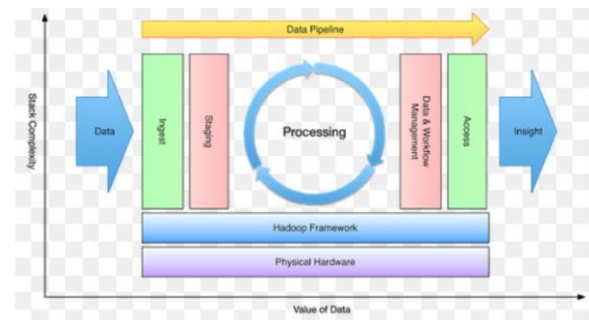 Data Pipeline
Stack Complexity
Data
Ingest
Staging
Processing
Data & Workflow
Management
Access
Insight
Hadoop Framework
Physical Hardware
Value of Data